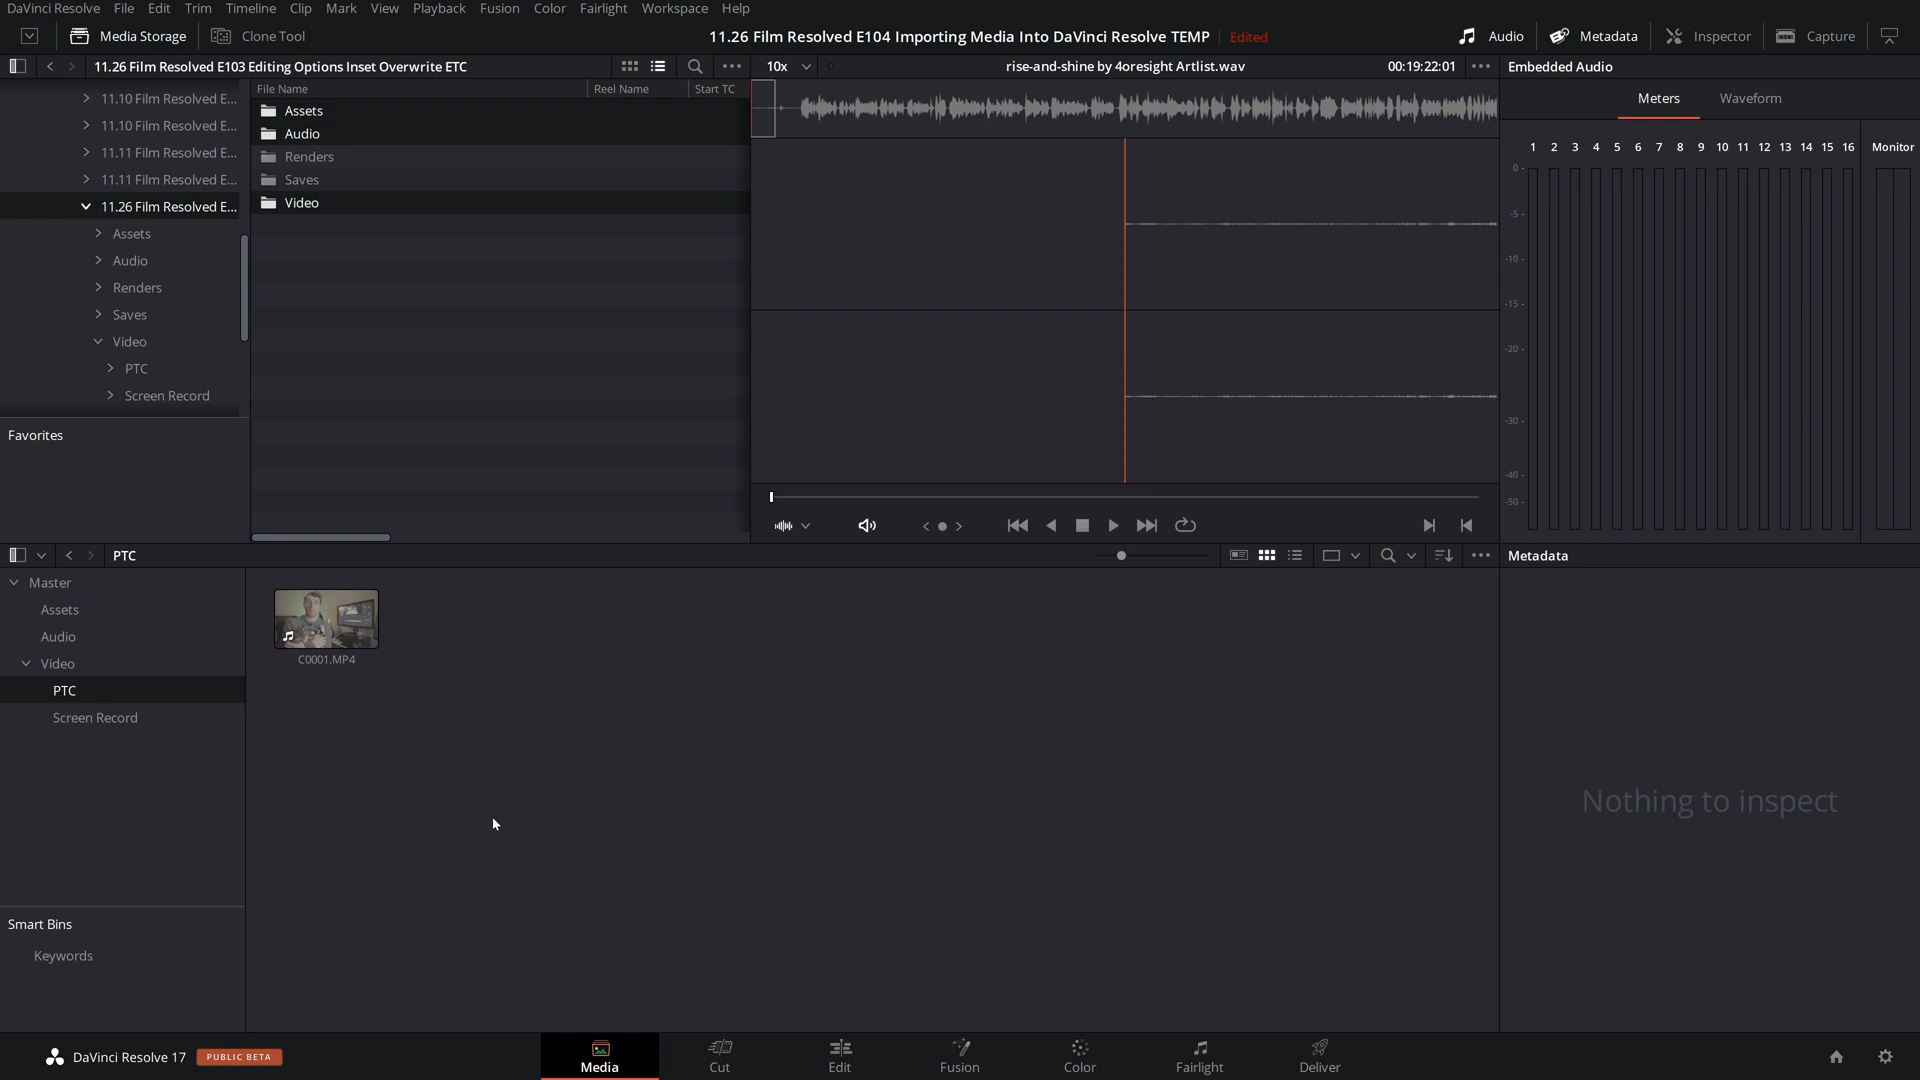 DaVinci Resolve File Edit Trim Timeline Clip Mark View Playback Fusion Color Fairlight Workspace Help
Media Storage Clone Tool 11.26 Film Resolved E104 Importing Media Into DaVinci Resolve TEMP Edited Audio Metadata Inspector Capture
11.26 Film Resolved E103 Editing Options Inset Overwrite ETC 10x rise-and-shine by 4oresight Artlist.wav 00:19:22:01 Embedded Audio
File Name Reel Name Start TC
11.10 Film Resolved E...
11.10 Film Resolved E...
11.11 Film Resolved E...
11.11 Film Resolved E...
11.26 Film Resolved E...
Assets
Audio
Renders
Saves
Video
PTC
Screen Record
Favorites
Assets
Audio
Renders
Saves
Video
Meters Waveform
1 2 3 4 5 6 7 8 9 10 11 12 13 14 15 16 Monitor
0 -
-5 -
-10 -
-15 -
-20 -
-30 -
-40 -
-50 -
PTC
Metadata
Master
Assets
Audio
Video
PTC
Screen Record
C0001.MP4
Nothing to inspect
Smart Bins
Keywords
DaVinci Resolve 17 PUBLIC BETA
Media Cut Edit Fusion Color Fairlight Deliver